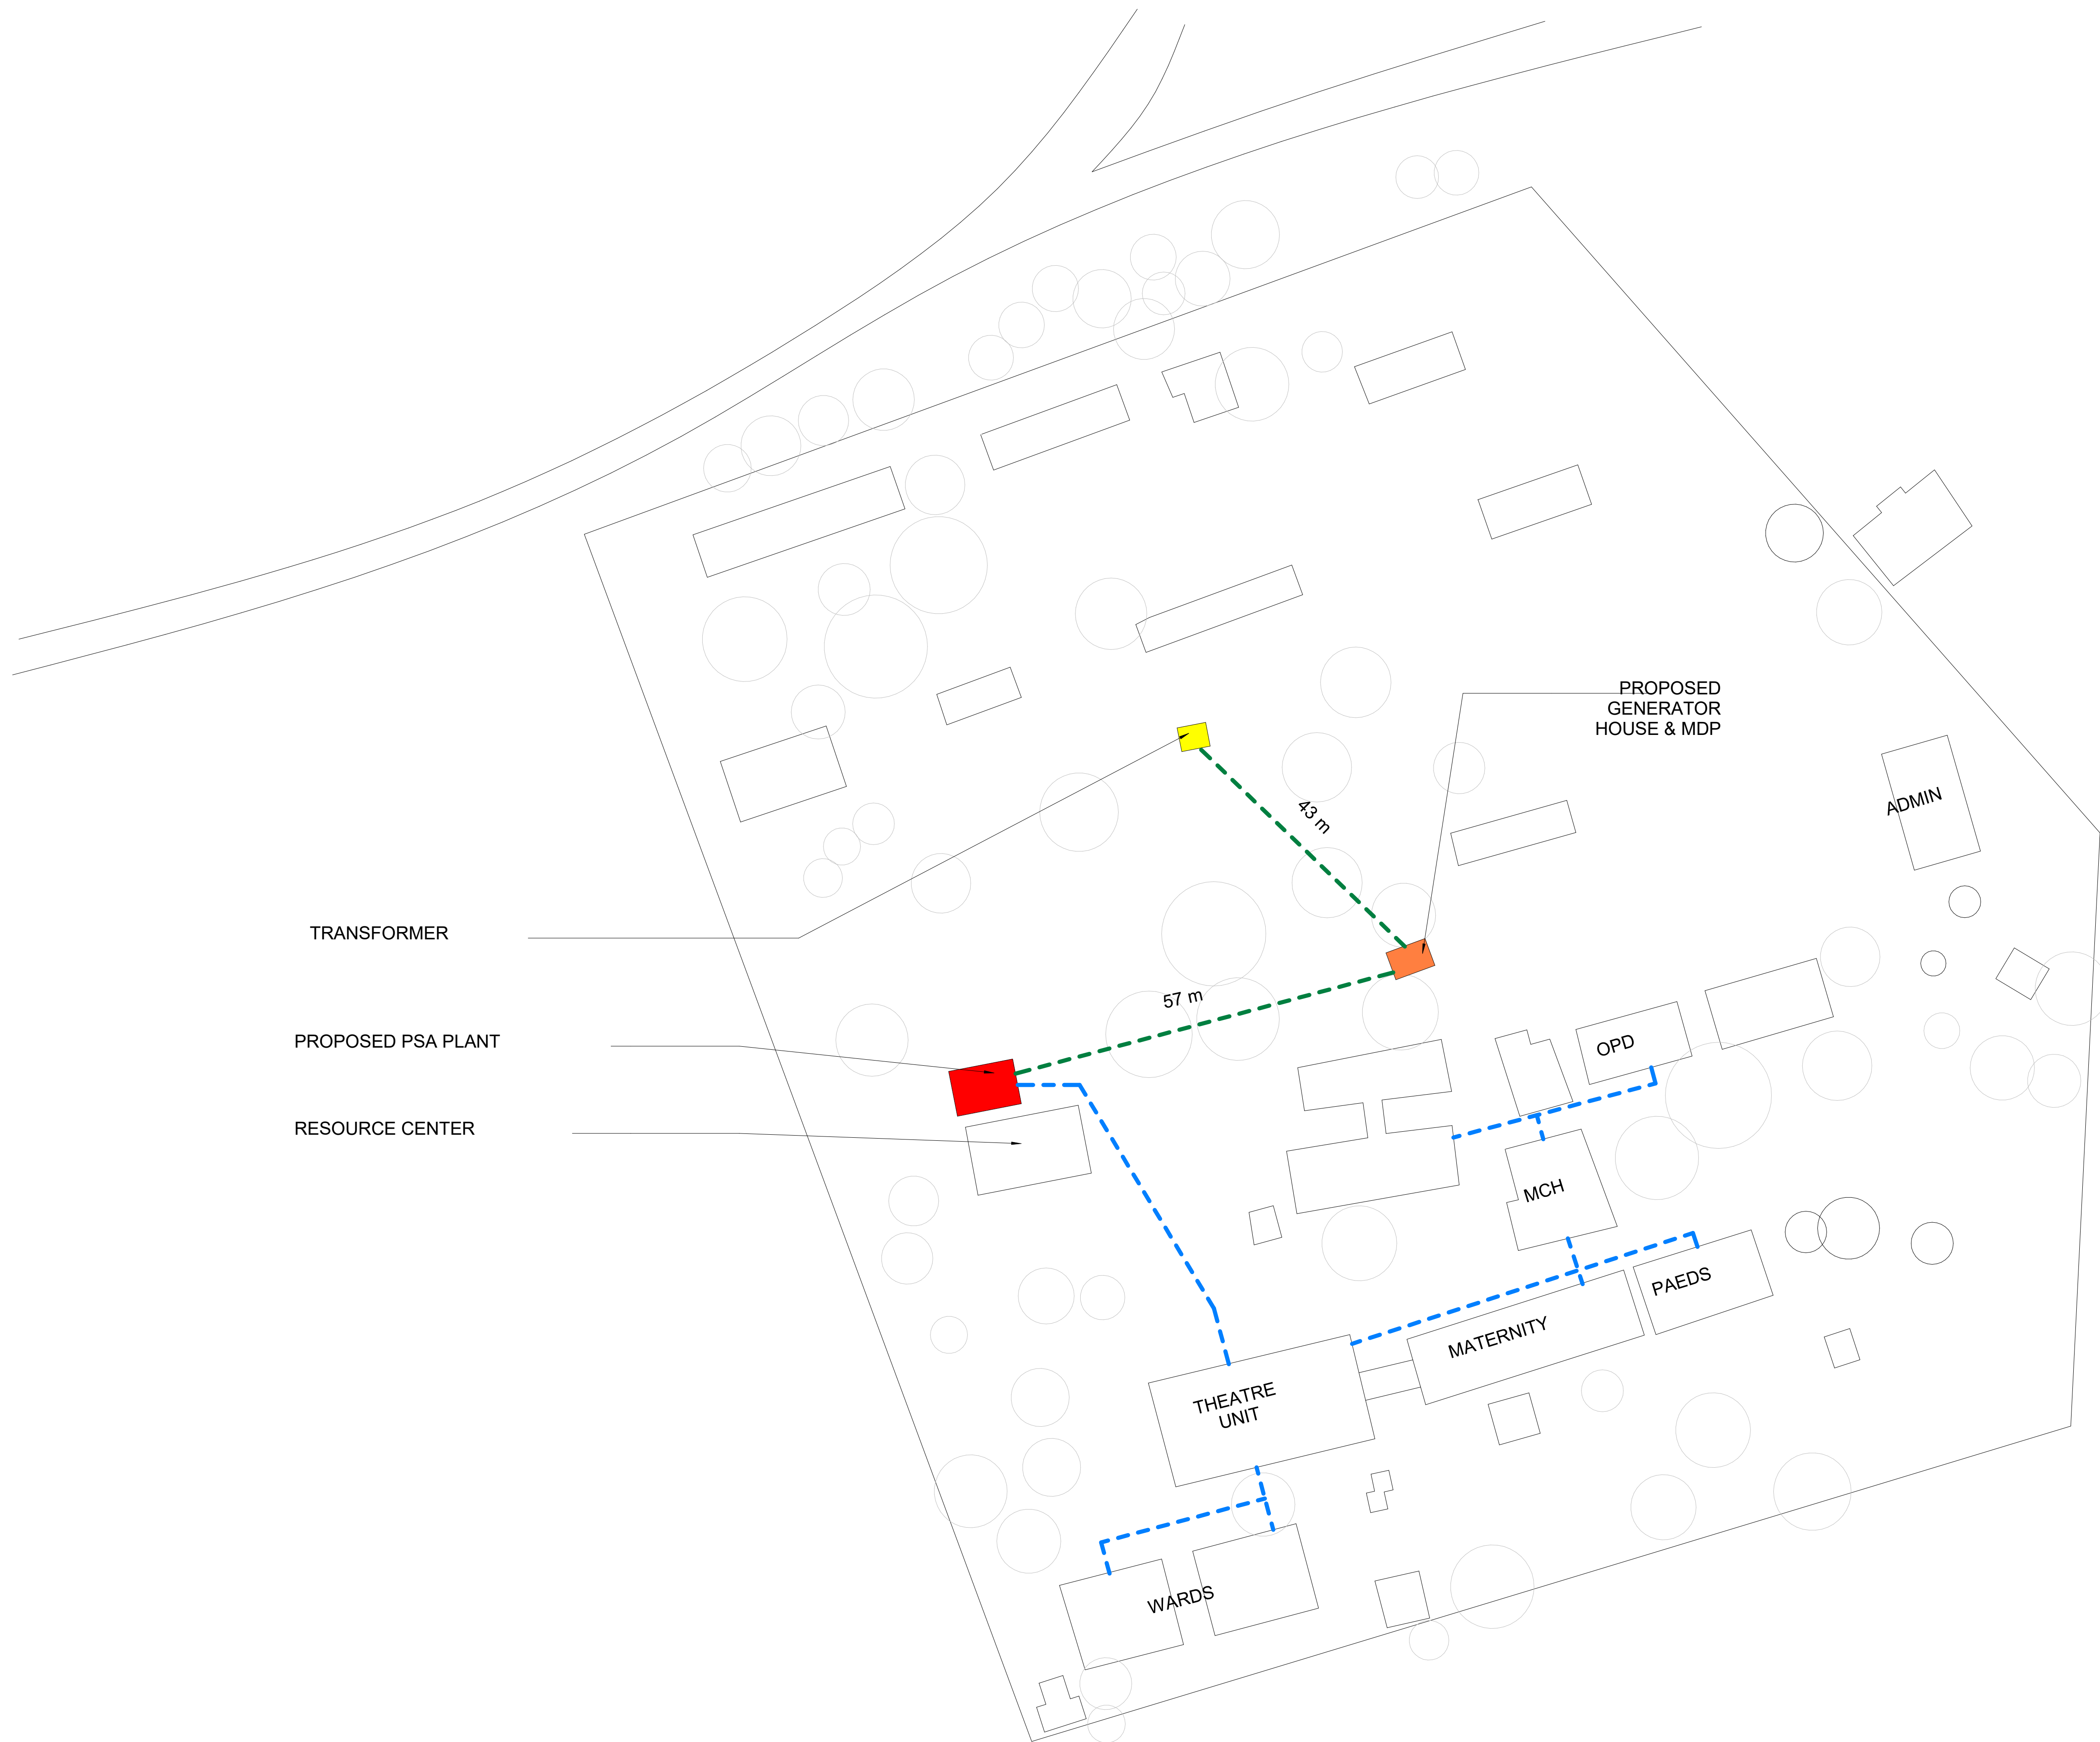 PROPOSED
GENERATOR
HOUSE & MDP
ADMIN
43 m
TRANSFORMER
57 m
PROPOSED PSA PLANT
OPD
RESOURCE CENTER
MCH
PAEDS
MATERNITY
THEATRE
UNIT
WARDS